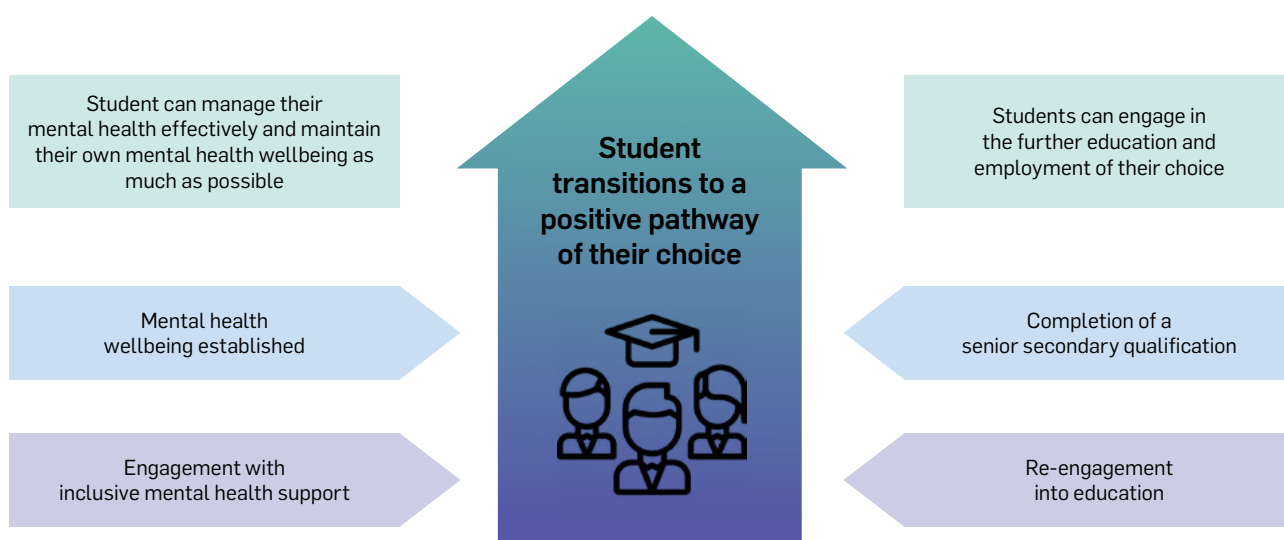 Student can manage their
mental health effectively and maintain
their own mental health wellbeing as
much as possible
Mental health
wellbeing established
Engagement with
inclusive mental health support
Student
transitions to a
positive pathway
of their choice
Students can engage in
the further education and
employment of their choice
Completion of a
senior secondary qualification
Re-engagement
into education